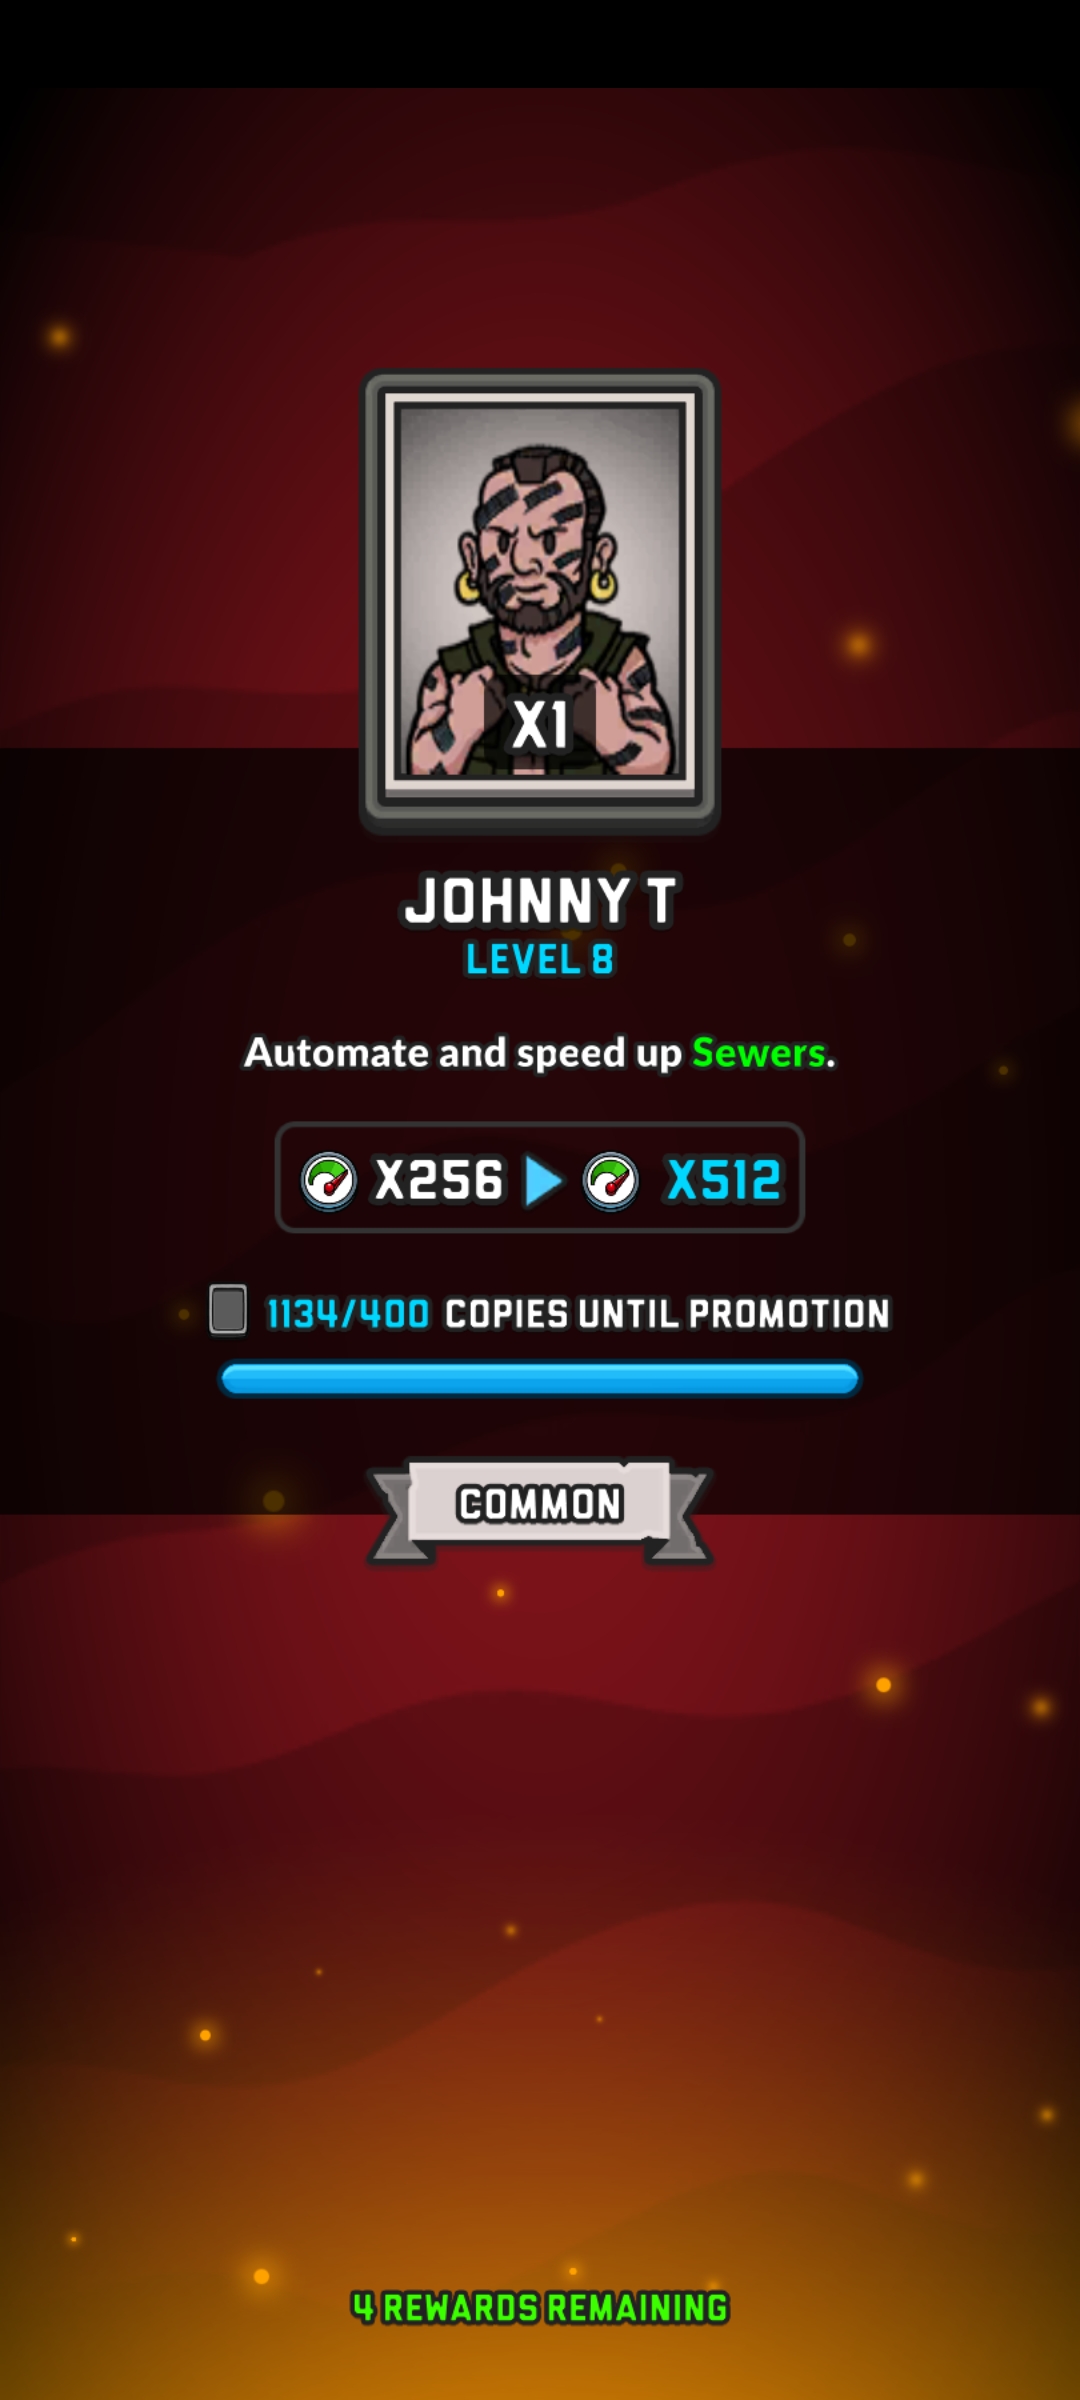 X1
JOHNNY T
LEVEL 8
Automate and speed up Sewers.
X256 X512
1134/400 COPIES UNTIL PROMOTION
COMMON
4 REWARDS REMAINING